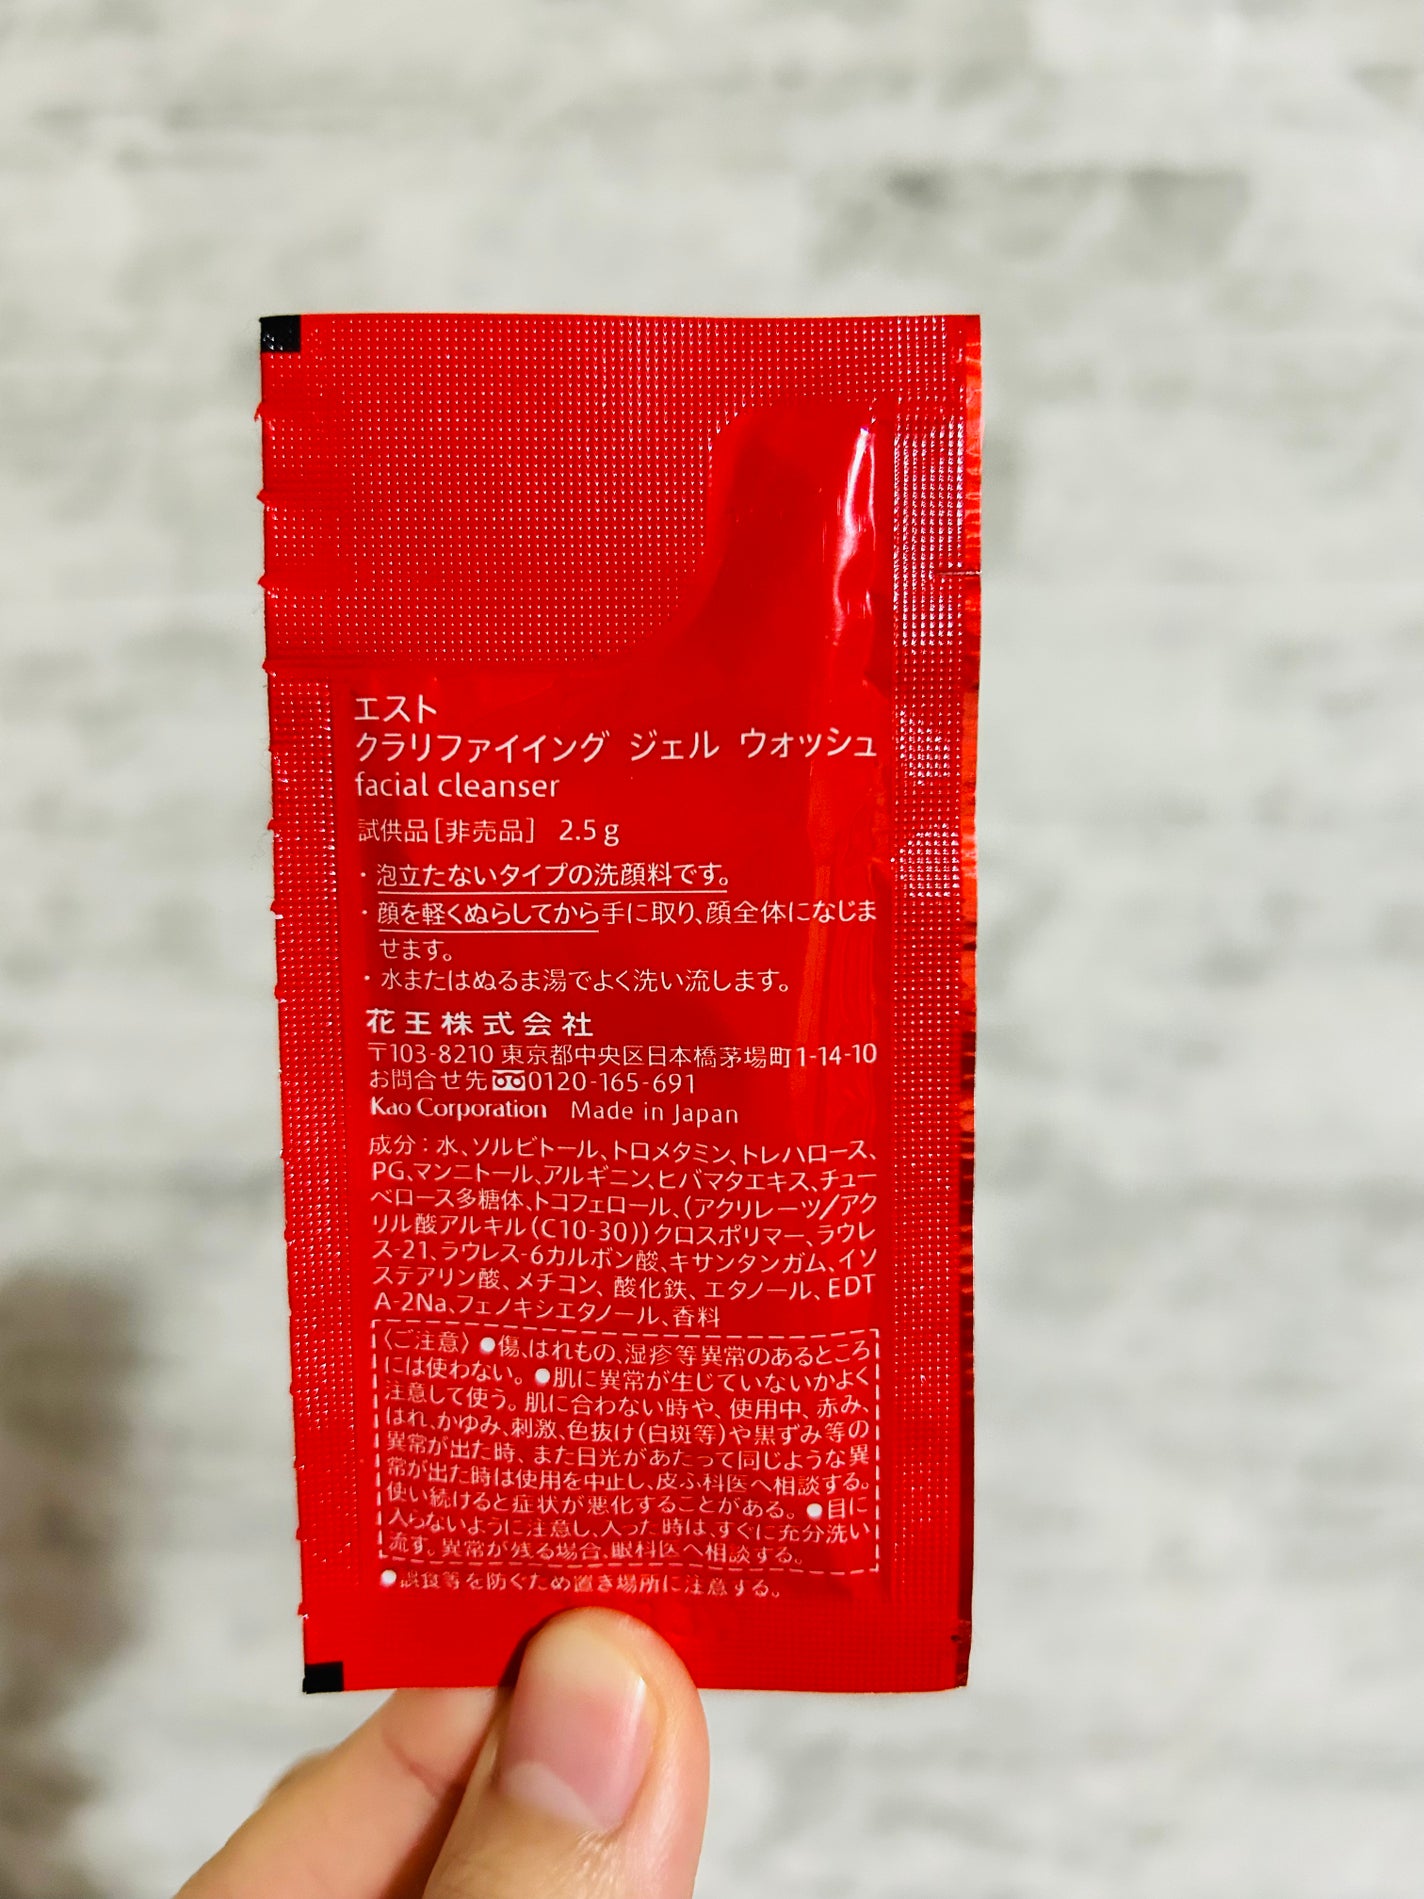 エスト
クラリファイイング ジェル ウォッシュ
facial cleanser
試供品[非売品] 2.5g
・泡立たないタイプの洗顔料です。
・顔を軽くぬらしてから手に取り、顔全体になじま
せます。
・水またはぬるま湯でよく洗い流します。
花王株式会社
〒103-8210 東京都中央区日本橋茅場町1-14-10
お問合せ先 0120-165-691
Kao Corporation Made in Japan
成分：水、ソルビトール、トロメタミン、トレハロース、
PG、マンニトール、アルギニン、ヒバマタエキス、チュー
ベロース多糖体、トコフェロール、(アクリレーツ/アク
リル酸アルキル(C10-30))クロスポリマー、ラウレ
ス-21、ラウレス-6カルボン酸、キサンタンガム、イソ
ステアリン酸、メチコン、酸化鉄、エタノール、EDT
A-2Na、フェノキシエタノール、香料
〈ご注意〉●傷、はれもの、湿疹等異常のあるところ
には使わない。●肌に異常が生じていないかよく
注意して使う。肌に合わない時や、使用中、赤み、
はれ、かゆみ、刺激、色抜け(白斑等)や黒ずみ等の
異常が出た時、また日光があたって同じような異
常が出た時は使用を中止し、皮ふ科医へ相談する。
使い続けると症状が悪化することがある。●目に
入らないように注意し、入った時は、すぐに充分洗い
流す。異常が残る場合、眼科医へ相談する。
●誤食等を防ぐため置き場所に注意する。